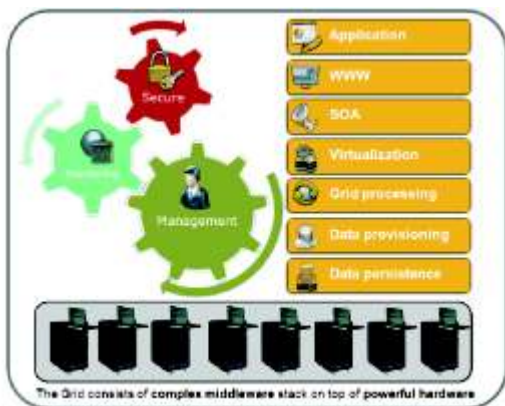 Secure
Management
Application
WWW
SOA
Virtualization
Grid processing
Data provisioning
Data persistence
The Grid consists of complex middleware stack on top of powerful hardware